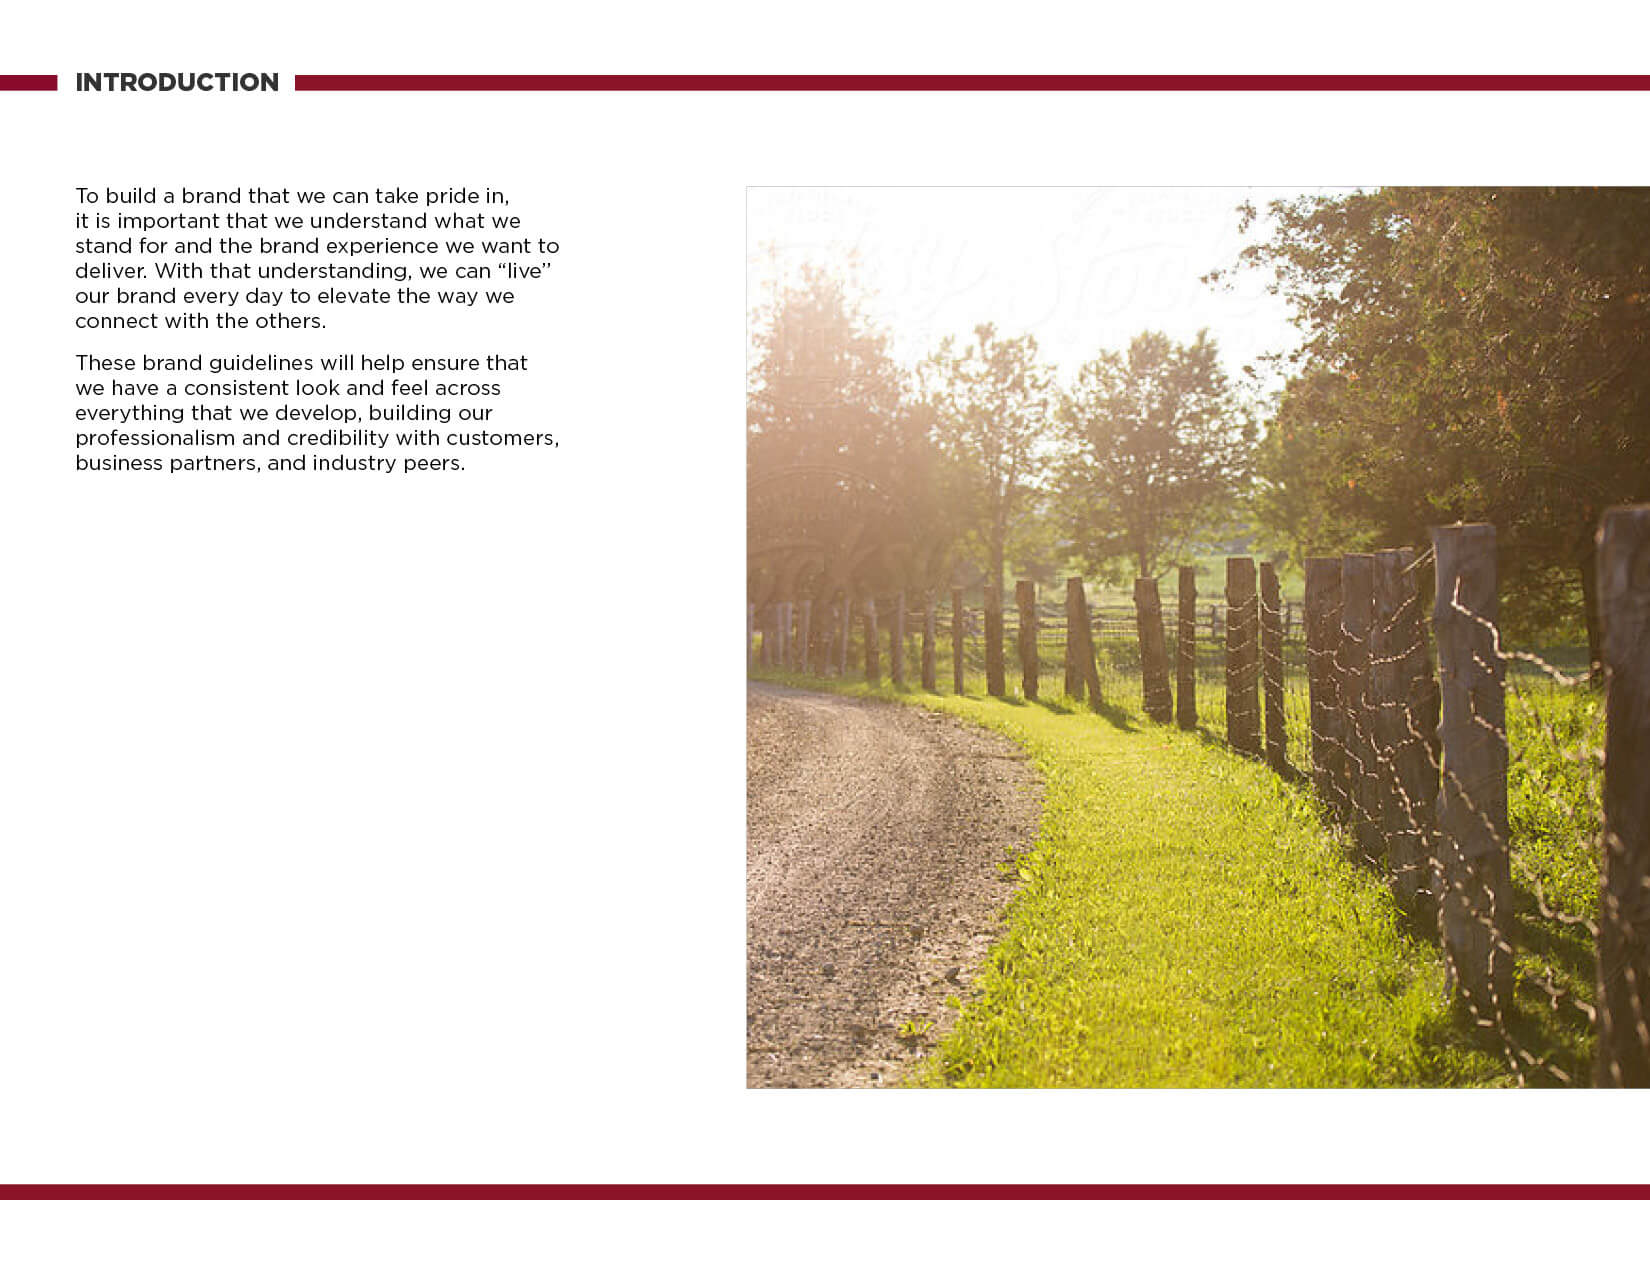 INTRODUCTION
To build a brand that we can take pride in,
it is important that we understand what we
stand for and the brand experience we want to
deliver. With that understanding, we can “live”
our brand every day to elevate the way we
connect with the others.
These brand guidelines will help ensure that
we have a consistent look and feel across
everything that we develop, building our
professionalism and credibility with customers,
business partners, and industry peers.